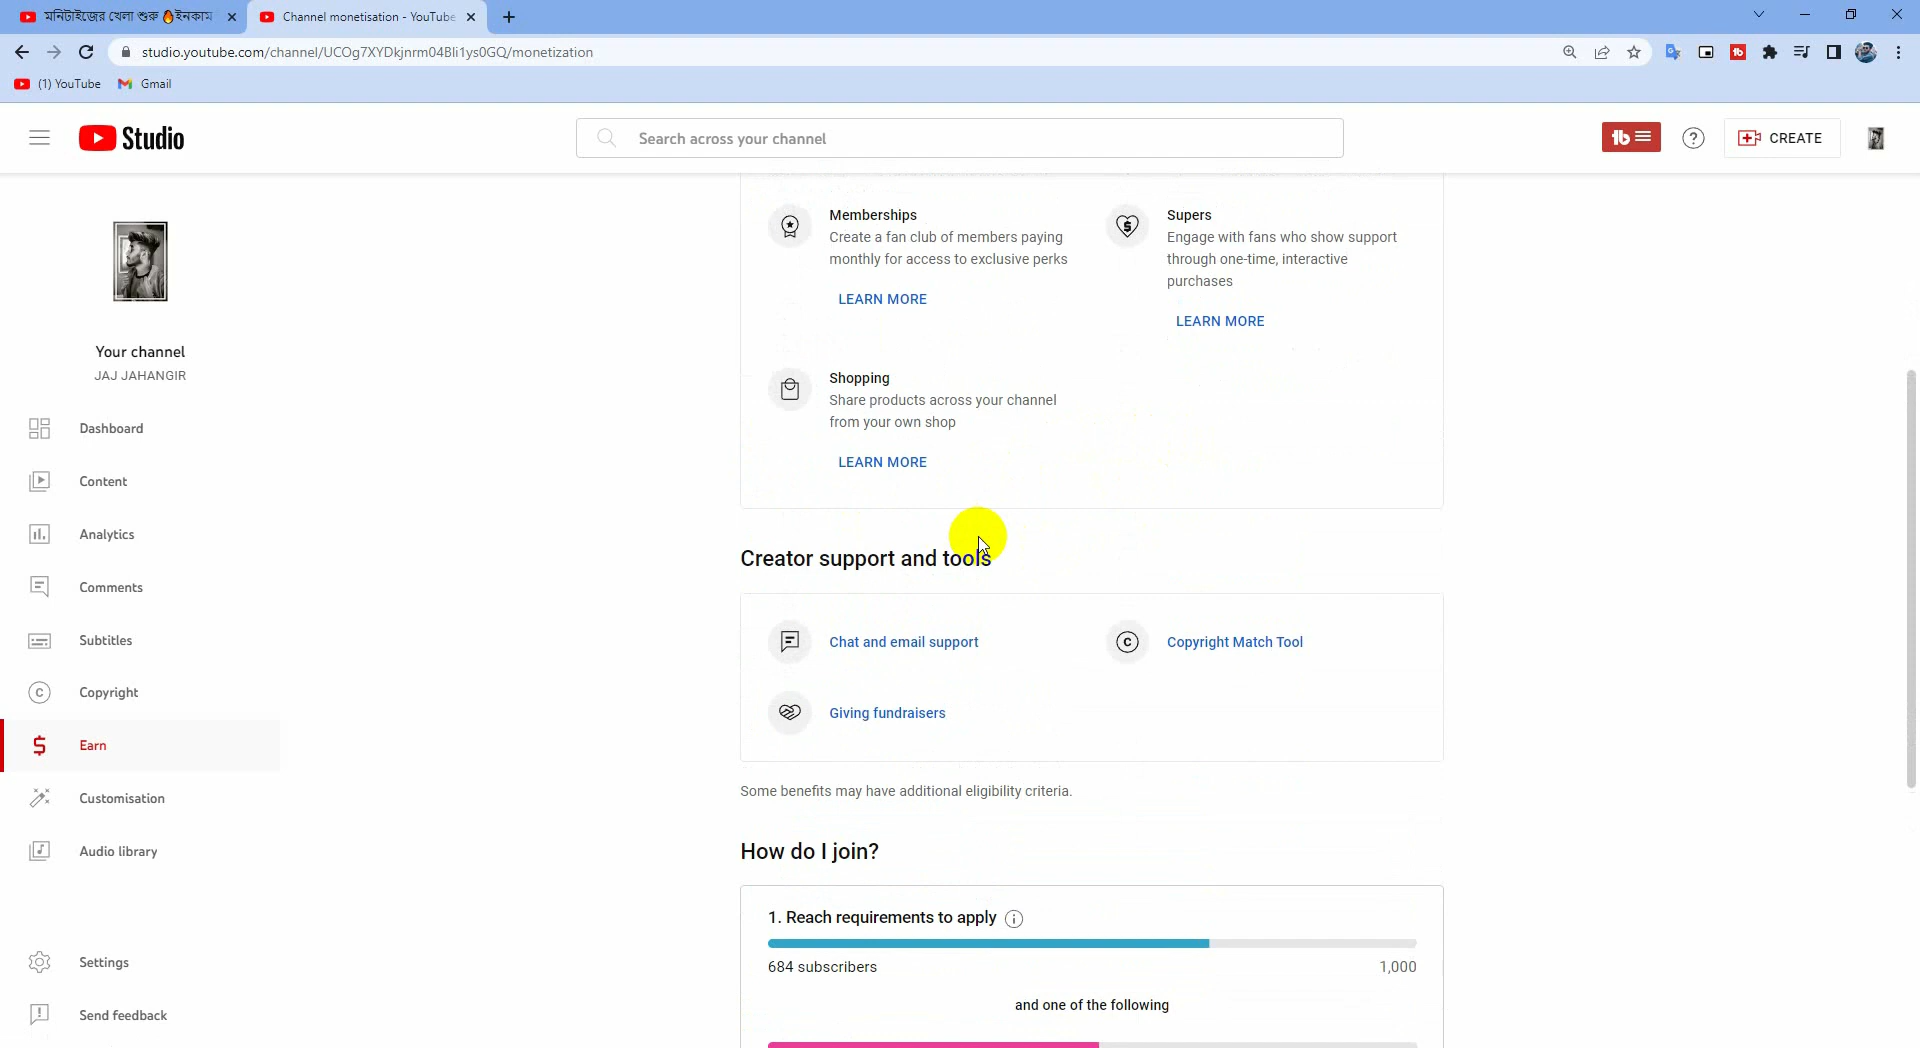 মনিটাইজের খেলা শুরু 🔥ইনকাম
Channel monetisation - YouTube
studio.youtube.com/channel/UCOg7XYDkjnrm04Bli1ys0GQ/monetization
(1) YouTube
Gmail
Studio
Search across your channel
tb
CREATE
Your channel
JAJ JAHANGIR
Dashboard
Content
Analytics
Comments
Subtitles
Copyright
Earn
Customisation
Audio library
Settings
Send feedback
Memberships
Create a fan club of members paying
monthly for access to exclusive perks
LEARN MORE
Supers
Engage with fans who show support
through one-time, interactive
purchases
LEARN MORE
Shopping
Share products across your channel
from your own shop
LEARN MORE
Creator support and tools
Chat and email support
Copyright Match Tool
Giving fundraisers
Some benefits may have additional eligibility criteria.
How do I join?
1. Reach requirements to apply
684 subscribers
1,000
and one of the following